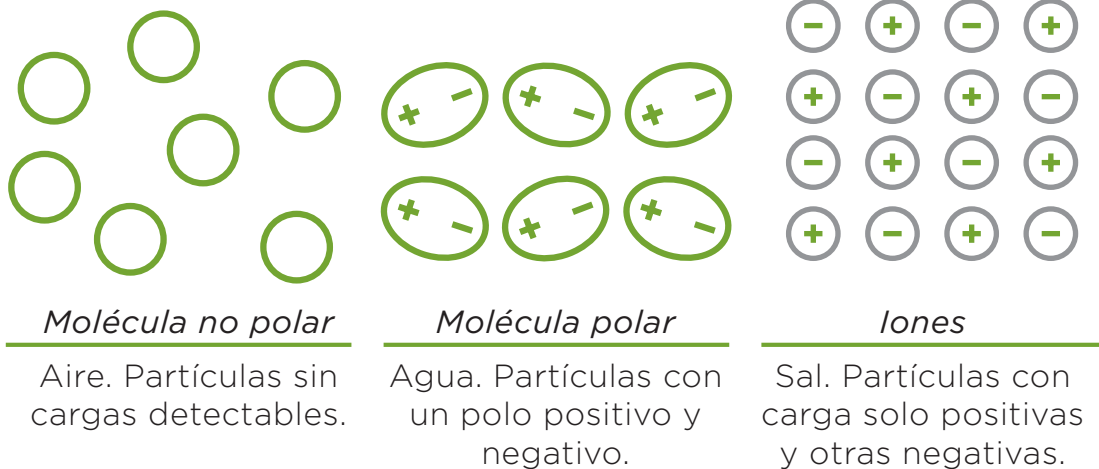 Molécula no polar
Aire. Partículas sin
cargas detectables.
Molécula polar
Agua. Partículas con
un polo positivo y
negativo.
Iones
Sal. Partículas con
carga solo positivas
y otras negativas.